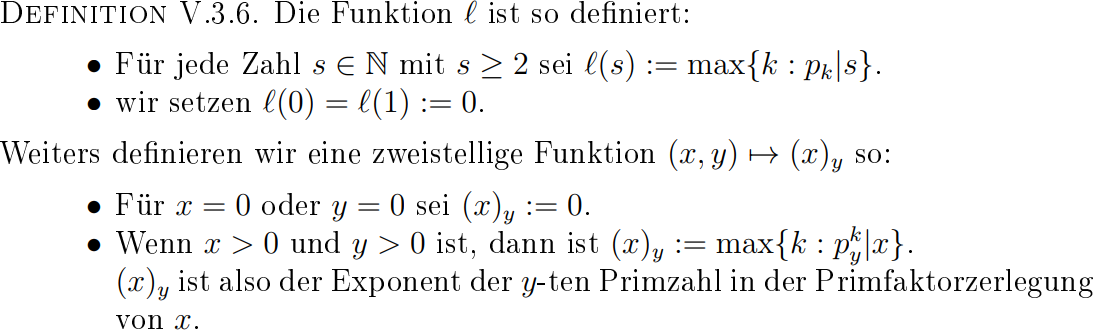 DEFINITION V.3.6. Die Funktion ℓ ist so definiert:
• Für jede Zahl s ∈ ℕ mit s ≥ 2 sei ℓ(s) := max{k : pₖ|s}.
• wir setzen ℓ(0) = ℓ(1) := 0.
Weiters definieren wir eine zweistellige Funktion (x, y) ↦ (x)_y so:
• Für x = 0 oder y = 0 sei (x)_y := 0.
• Wenn x > 0 und y > 0 ist, dann ist (x)_y := max{k : p_y^k|x}.
(x)_y ist also der Exponent der y-ten Primzahl in der Primfaktorzerlegung
von x.